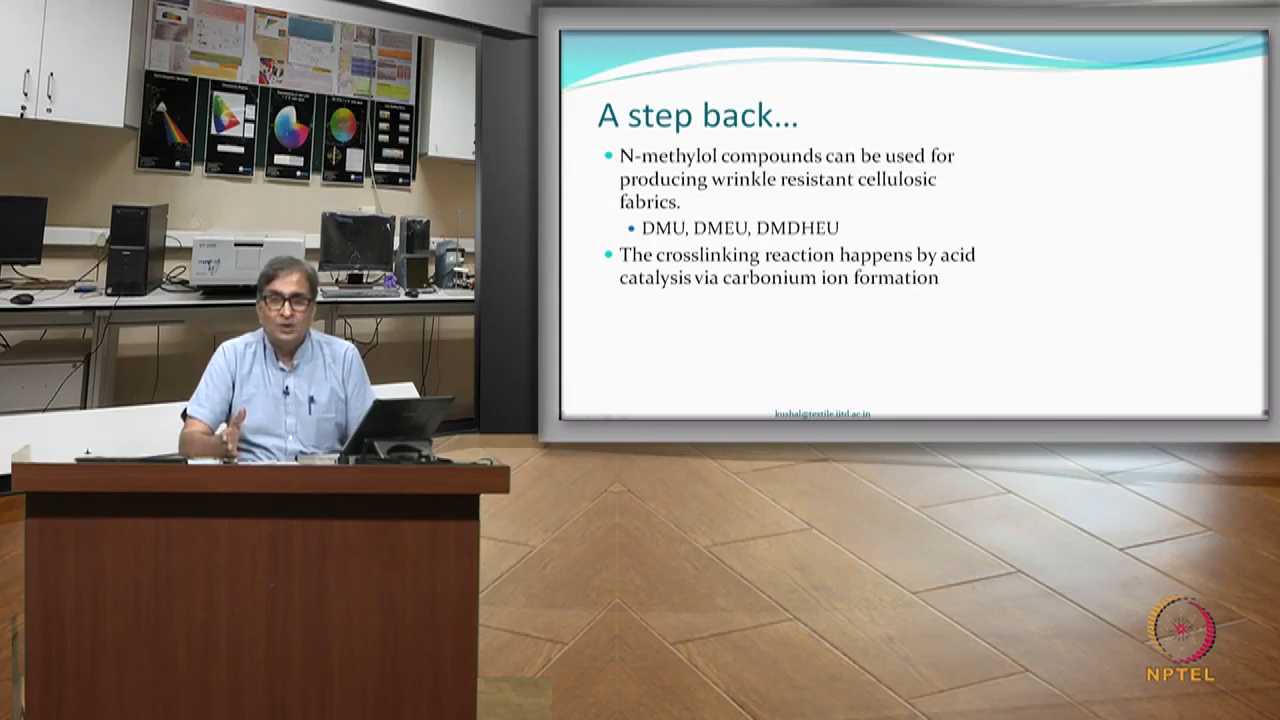 A step back...
N-methylol compounds can be used for
producing wrinkle resistant cellulosic
fabrics.
DMU, DMEU, DMDHEU
The crosslinking reaction happens by acid
catalysis via carbonium ion formation
kushal@textile.iitd.ac.in
NPTEL